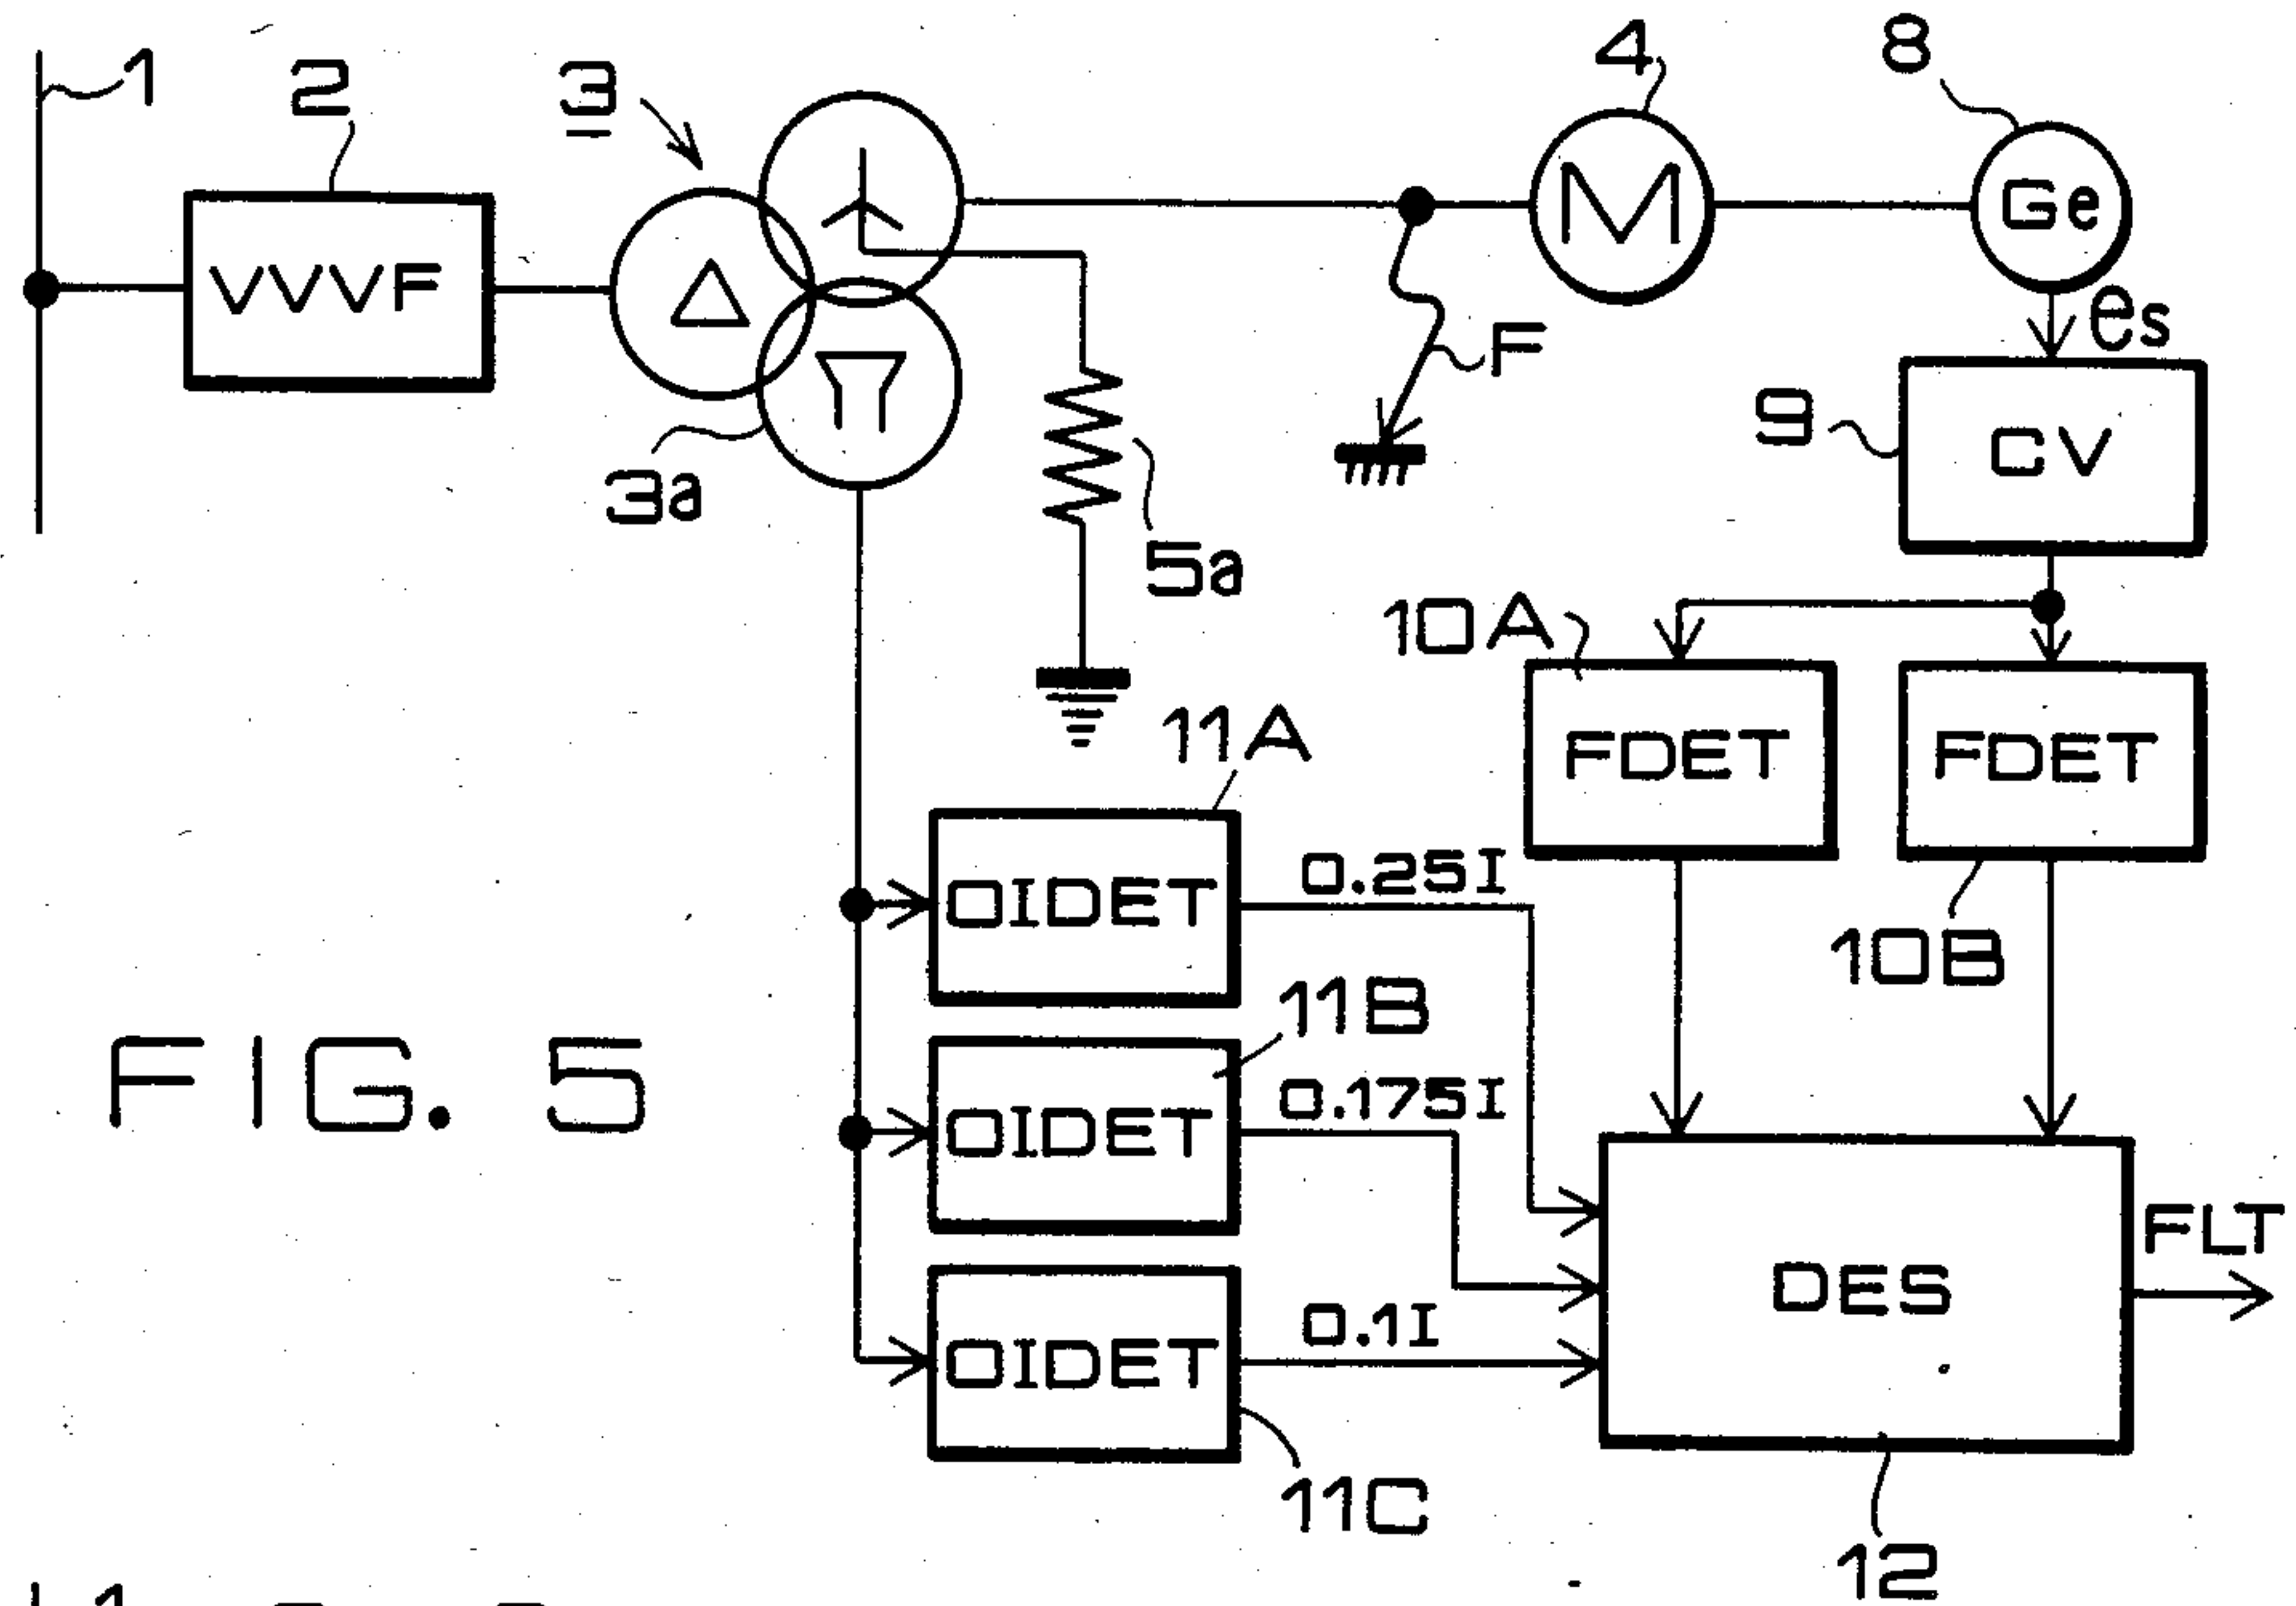 1
2
3
4
8
VVVF
M
Ge
es
F
9
CV
3a
5a
10A
11A
FDET
FDET
0.25I
OIDET
10B
11B
FIG. 5
0.175I
OIDET
FLT
DES
0.1I
OIDET
11C
12